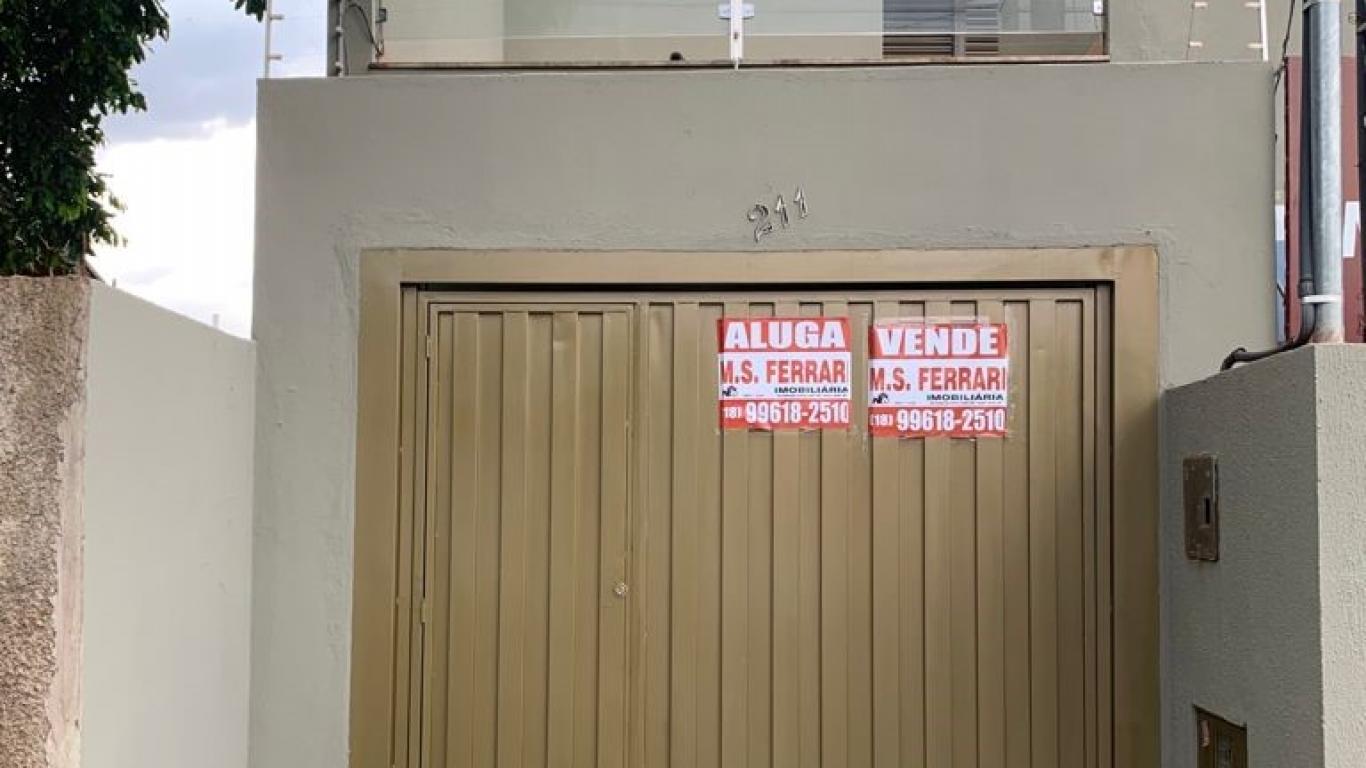 211
ALUGA
M.S. FERRARI
IMOBILIÁRIA
(18) 99618-2510
VENDE
M.S. FERRARI
IMOBILIÁRIA
(18) 99618-2510